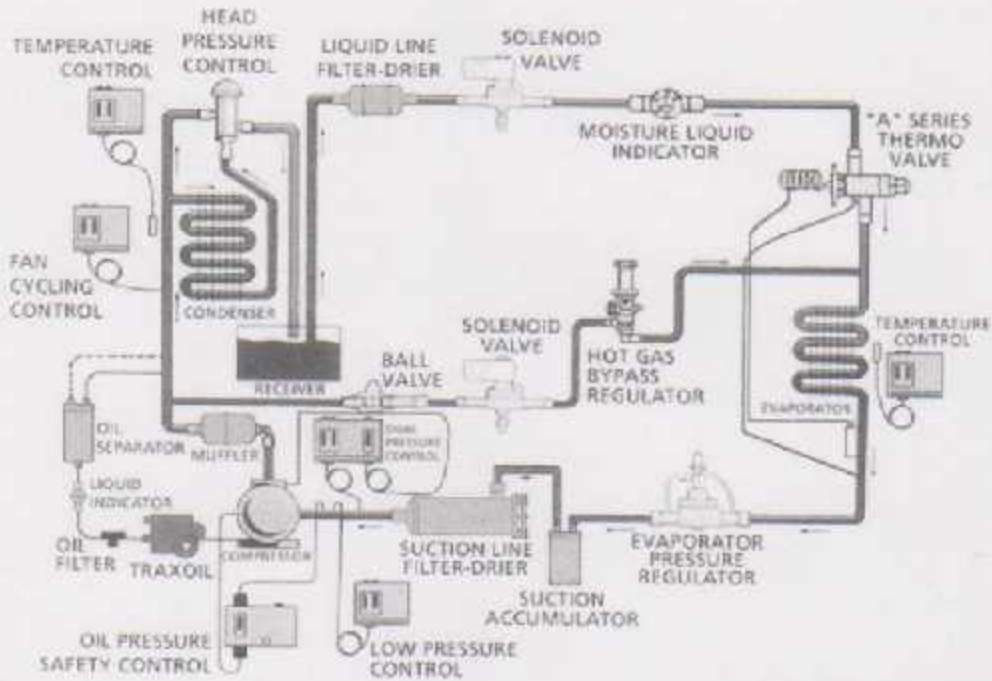 HEAD
PRESSURE
CONTROL
TEMPERATURE
CONTROL
LIQUID LINE
FILTER-DRIER
SOLENOID
VALVE
MOISTURE LIQUID
INDICATOR
"A" SERIES
THERMO
VALVE
FAN
CYCLING
CONTROL
CONDENSER
RECEIVER
SOLENOID
VALVE
BALL
VALVE
HOT GAS
BYPASS
REGULATOR
TEMPERATURE
CONTROL
EVAPORATOR
OIL
SEPARATOR
MUFFLER
DUAL
PRESSURE
CONTROL
LIQUID
INDICATOR
OIL
FILTER
TRAXOIL
COMPRESSOR
SUCTION LINE
FILTER-DRIER
SUCTION
ACCUMULATOR
EVAPORATOR
PRESSURE
REGULATOR
OIL PRESSURE
SAFETY CONTROL
LOW PRESSURE
CONTROL